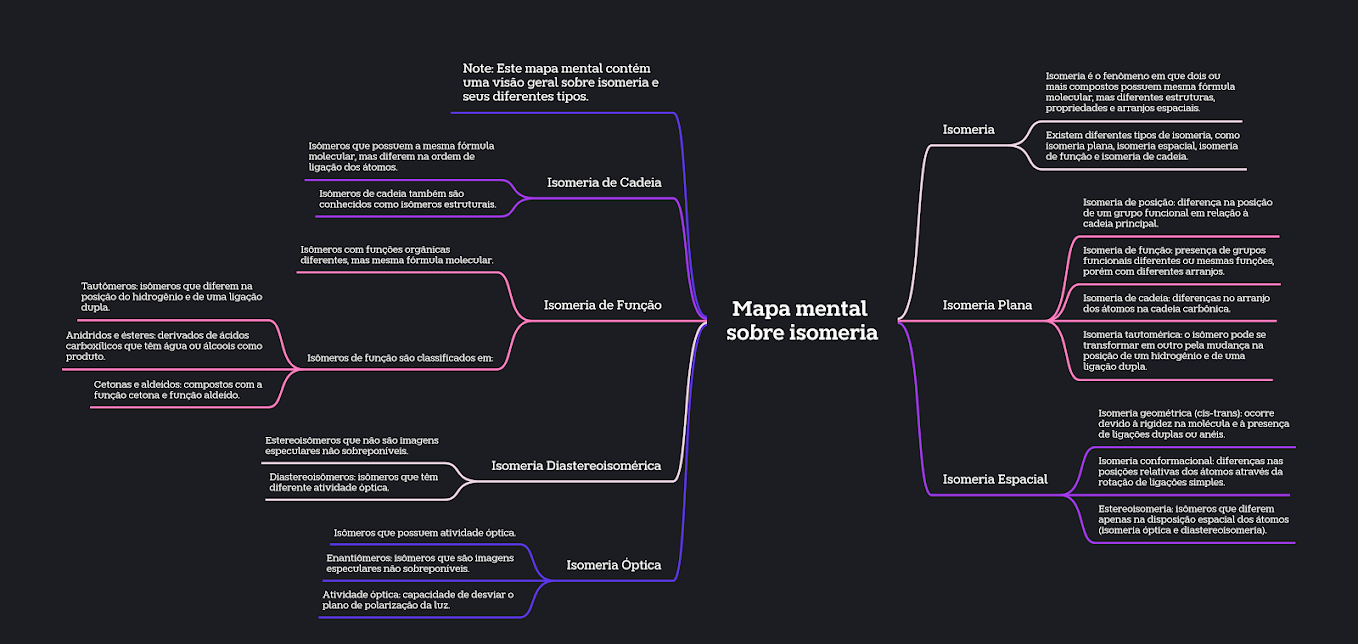 Mapa mental
sobre isomeria
Note: Este mapa mental contém
uma visão geral sobre isomeria e
seus diferentes tipos.
Isomeria de Cadeia
Isômeros que possuem a mesma fórmula
molecular, mas diferem na ordem de
ligação dos átomos.
Isômeros de cadeia também são
conhecidos como isômeros estruturais.
Isomeria de Função
Isômeros com funções orgânicas
diferentes, mas mesma fórmula molecular.
Isômeros de função são classificados em:
Tautômeros: isômeros que diferem na
posição do hidrogênio e de uma ligação
dupla.
Anidridos e ésteres: derivados de ácidos
carboxílicos que têm água ou álcoois como
produto.
Cetonas e aldeídos: compostos com a
função cetona e função aldeído.
Isomeria Diastereoisomérica
Estereoisômeros que não são imagens
especulares não sobreponíveis.
Diastereoisômeros: isômeros que têm
diferente atividade óptica.
Isomeria Óptica
Isômeros que possuem atividade óptica.
Enantiômeros: isômeros que são imagens
especulares não sobreponíveis.
Atividade óptica: capacidade de desviar o
plano de polarização da luz.
Isomeria
Isomeria é o fenômeno em que dois ou
mais compostos possuem mesma fórmula
molecular, mas diferentes estruturas,
propriedades e arranjos espaciais.
Existem diferentes tipos de isomeria, como
isomeria plana, isomeria espacial, isomeria
de função e isomeria de cadeia.
Isomeria Plana
Isomeria de posição: diferença na posição
de um grupo funcional em relação à
cadeia principal.
Isomeria de função: presença de grupos
funcionais diferentes ou mesmas funções,
porém com diferentes arranjos.
Isomeria de cadeia: diferenças no arranjo
dos átomos na cadeia carbônica.
Isomeria tautomérica: o isômero pode se
transformar em outro pela mudança na
posição de um hidrogênio e de uma
ligação dupla.
Isomeria Espacial
Isomeria geométrica (cis-trans): ocorre
devido à rigidez na molécula e à presença
de ligações duplas ou anéis.
Isomeria conformacional: diferenças nas
posições relativas dos átomos através da
rotação de ligações simples.
Estereoisomeria: isômeros que diferem
apenas na disposição espacial dos átomos
(isomeria óptica e diastereoisomeria).